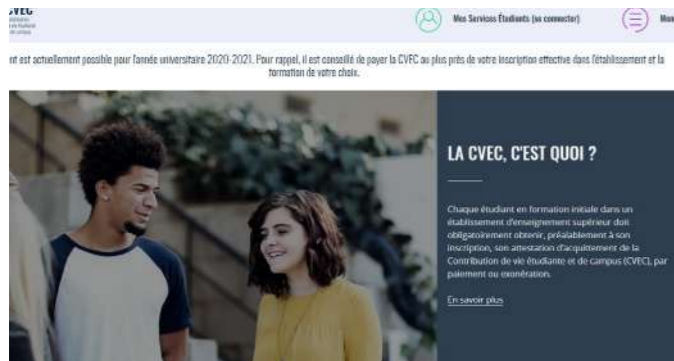 CVEC
Mes Services Étudiants (se connecter)
nt est actuellement possible pour l'année universitaire 2020-2021. Pour rappel, il est conseillé de payer la CVEC au plus près de votre inscription effective dans l'établissement et la
formation de votre choix.
LA CVEC, C'EST QUOI ?
Chaque étudiant en formation initiale dans un
établissement d'enseignement supérieur doit
obligatoirement obtenir, préalablement à son
inscription, son attestation d'acquittement de la
Contribution de vie étudiante et de campus (CVEC), par
paiement ou exonération.
En savoir plus